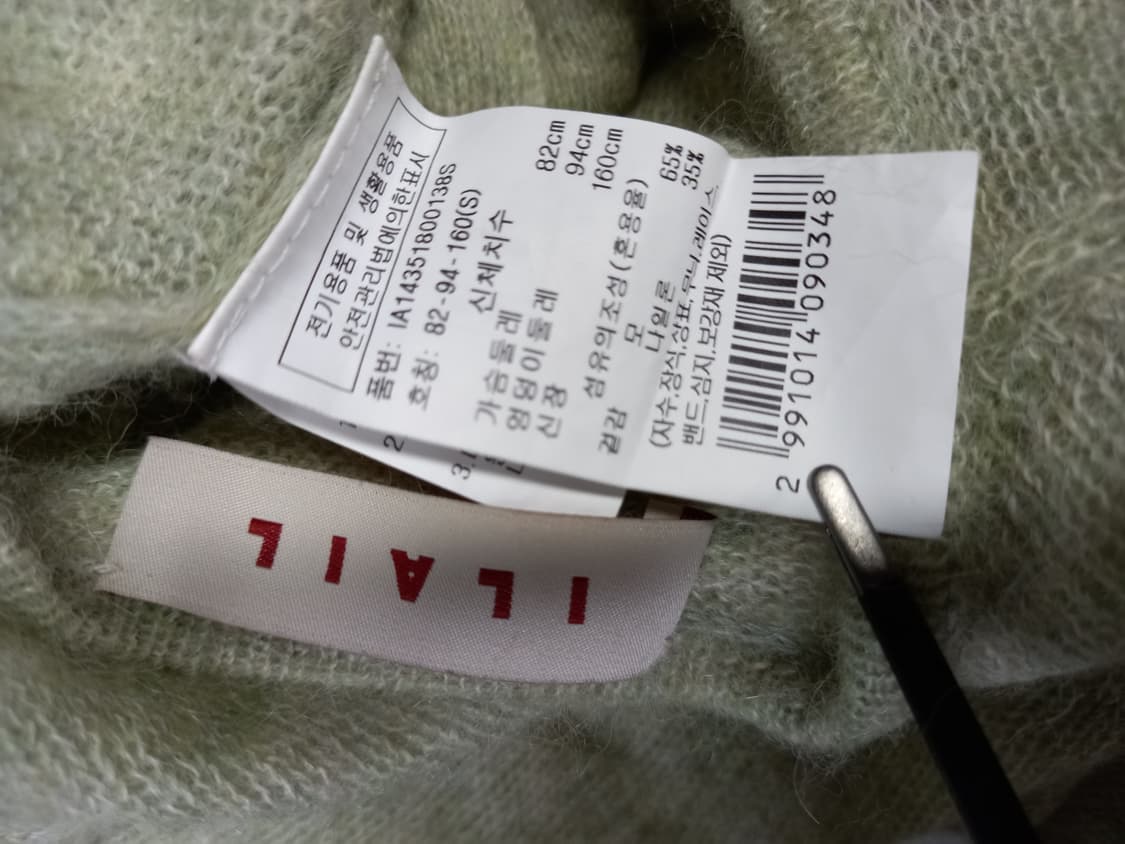 전기용품 및 생활용품
안전관리법에의한표시
품번: IA1435180013BS
호칭: 82-94-160(S)
신체치수
가슴둘레 82cm
엉덩이둘레 94cm
신장 160cm
섬유의조성(혼용율)
겉감 모 65%
나일론 35%
(자수,장식,상표,무늬,레이스
밴드,심지,보강재 제외)
2 991014 090348
1
2
3.
ILAIL